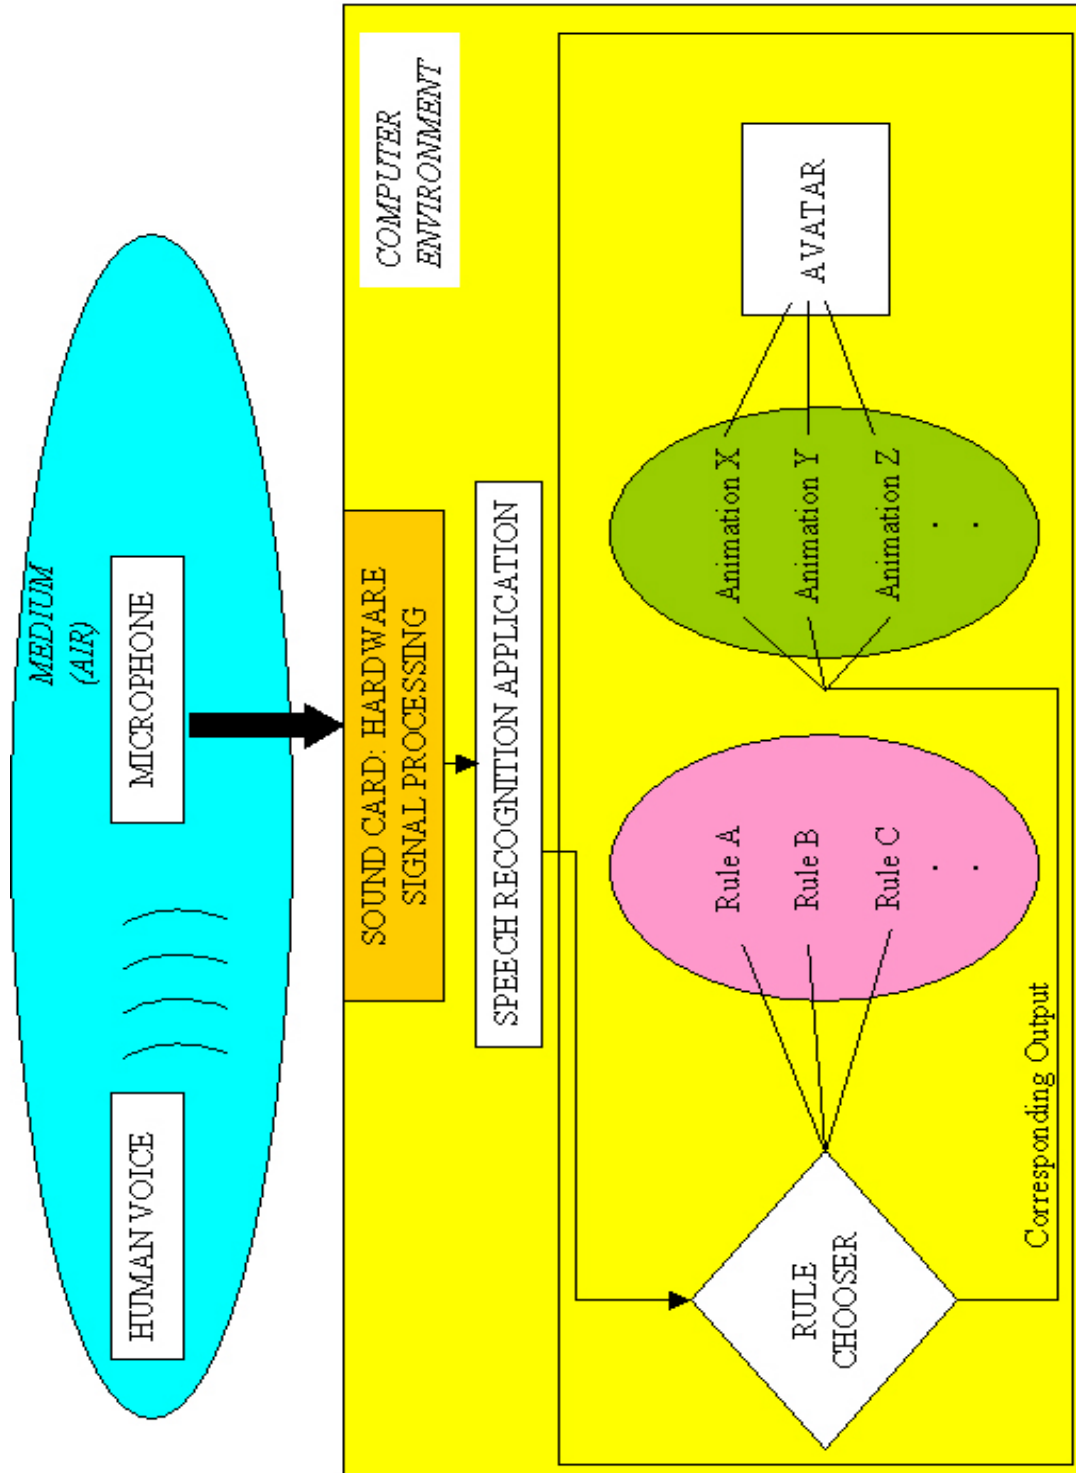 MEDIUM
(AIR)
HUMAN VOICE
MICROPHONE
COMPUTER
ENVIRONMENT
SOUND CARD: HARDWARE
SIGNAL PROCESSING
SPEECH RECOGNITION APPLICATION
RULE
CHOOSER
Rule A
Rule B
Rule C
.
.
Animation X
Animation Y
Animation Z
.
.
AVATAR
Corresponding Output